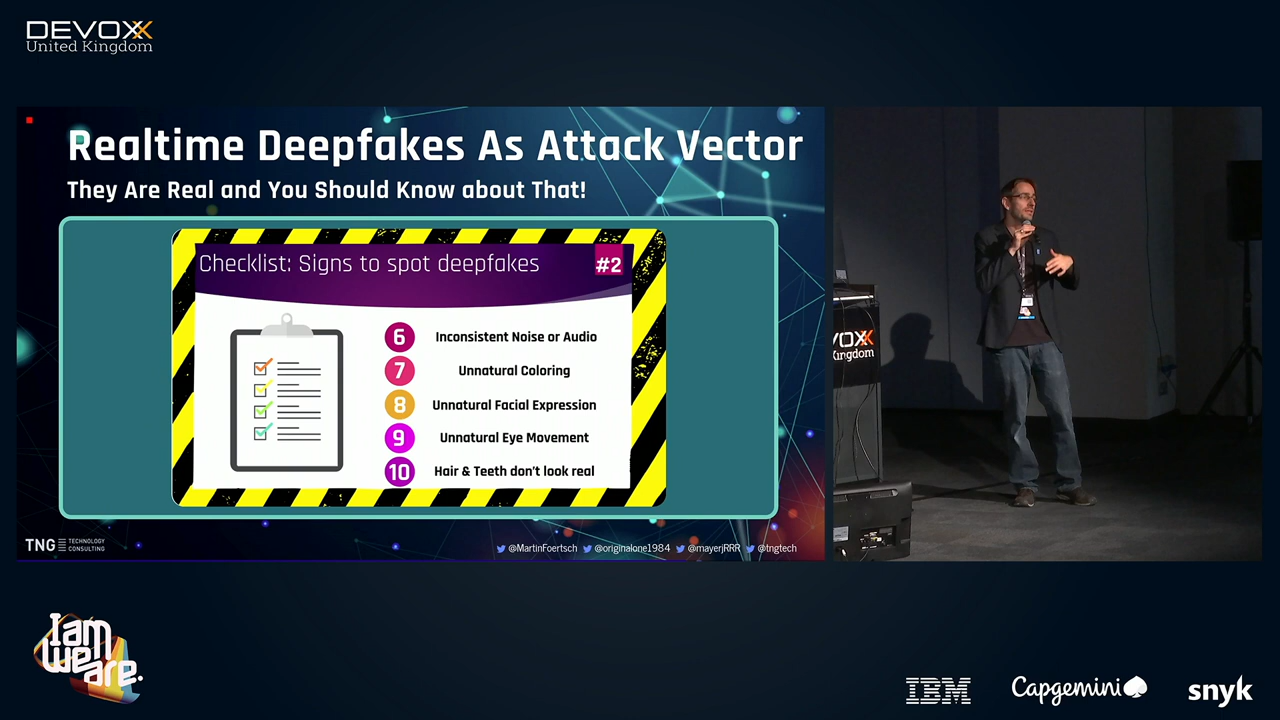 DEVOXX
United Kingdom
Realtime Deepfakes As Attack Vector
They Are Real and You Should Know about That!
Checklist: Signs to spot deepfakes
#2
6 Inconsistent Noise or Audio
7 Unnatural Coloring
8 Unnatural Facial Expression
9 Unnatural Eye Movement
10 Hair & Teeth don't look real
TNG TECHNOLOGY
CONSULTING
@MartinFoertsch @originalone1984 @mayerjRRR @tngtech
VOXX
Kingdom
I am
we are.
IBM
Capgemini
snyk